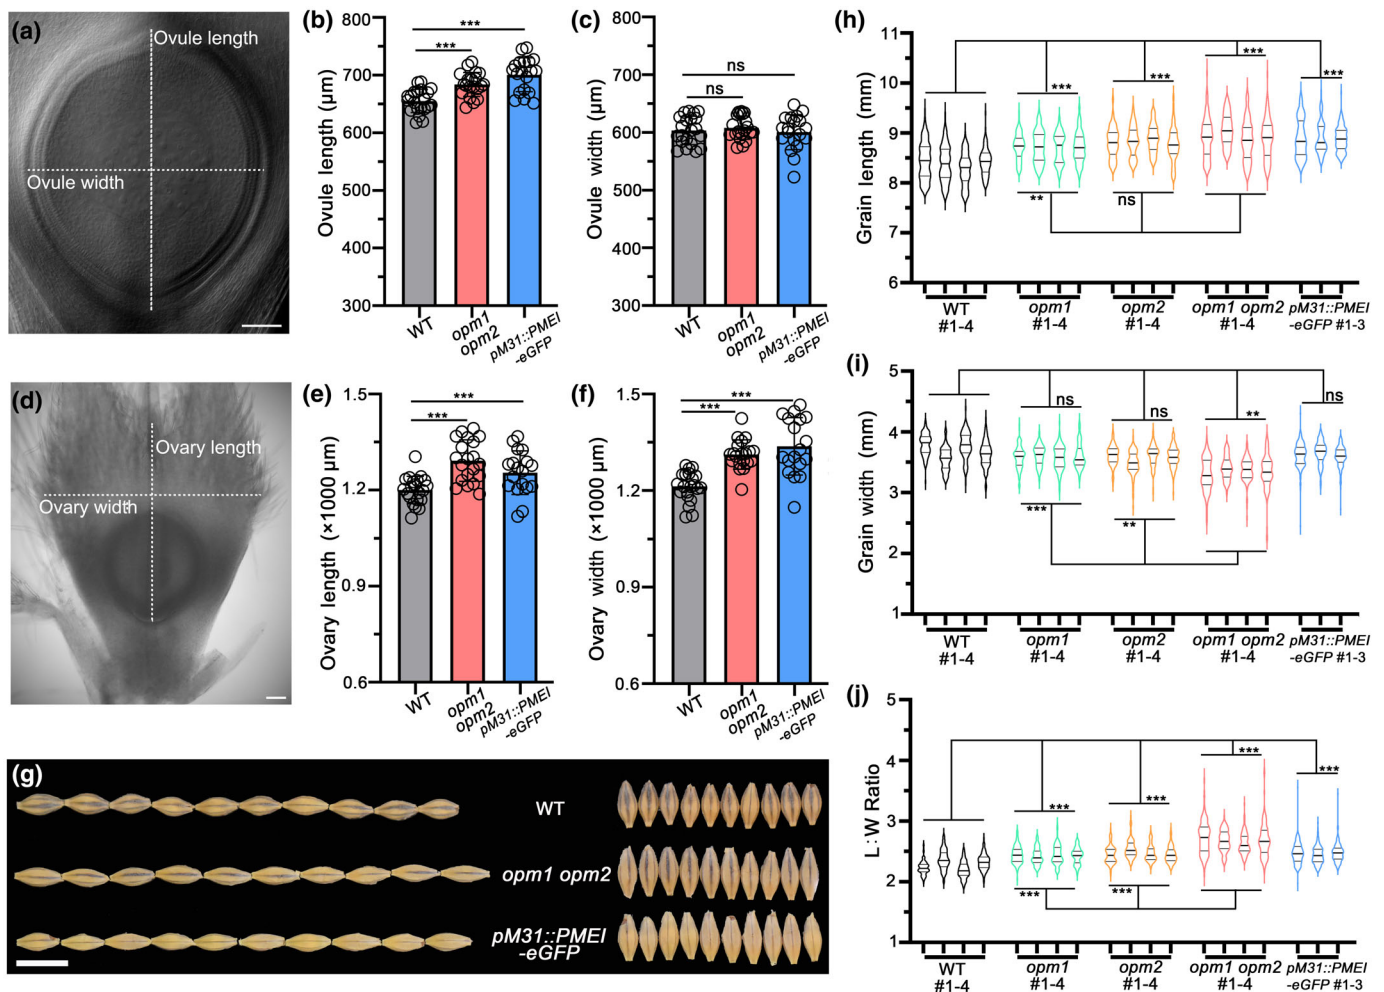 (a)
Ovule length
Ovule width
(b)
Ovule length (μm)
800
700
600
500
400
300
***
***
WT
opm1
opm2
pM31::PMEI
-eGFP
(c)
Ovule width (μm)
800
700
600
500
400
300
ns
ns
WT
opm1
opm2
pM31::PMEI
-eGFP
(d)
Ovary length
Ovary width
(e)
Ovary length (×1000 μm)
1.5
1.2
0.9
0.6
***
***
WT
opm1
opm2
pM31::PMEI
-eGFP
(f)
Ovary width (×1000 μm)
1.5
1.2
0.9
0.6
***
***
WT
opm1
opm2
pM31::PMEI
-eGFP
(g)
WT
opm1 opm2
pM31::PMEI
-eGFP
(h)
Grain length (mm)
11
10
9
8
7
6
*** *** *** ***
** ns
WT
#1-4
opm1
#1-4
opm2
#1-4
opm1 opm2
#1-4
pM31::PMEI
-eGFP #1-3
(i)
Grain width (mm)
5
4
3
2
1
ns ns ** ns
*** **
WT
#1-4
opm1
#1-4
opm2
#1-4
opm1 opm2
#1-4
pM31::PMEI
-eGFP #1-3
(j)
L:W Ratio
5
4
3
2
1
*** *** *** ***
*** ***
WT
#1-4
opm1
#1-4
opm2
#1-4
opm1 opm2
#1-4
pM31::PMEI
-eGFP #1-3